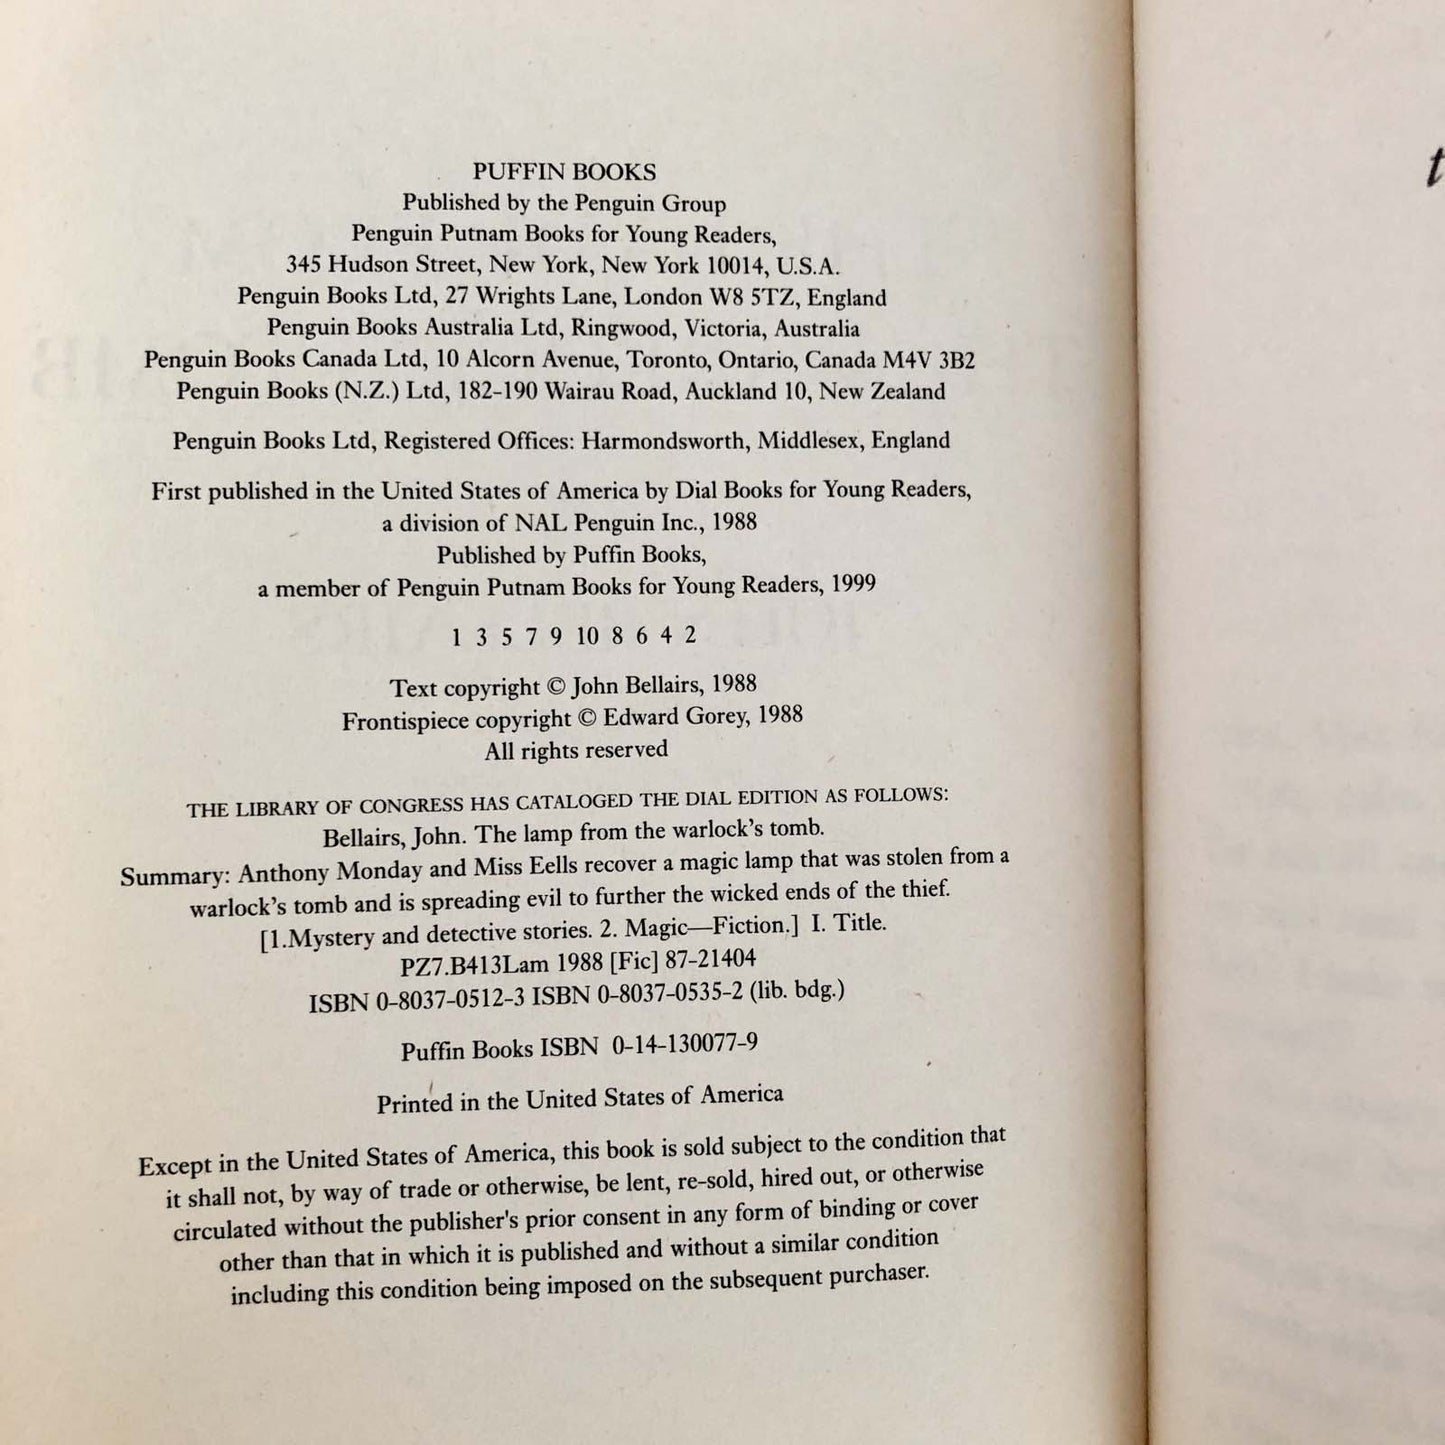 PUFFIN BOOKS
Published by the Penguin Group
Penguin Putnam Books for Young Readers,
345 Hudson Street, New York, New York 10014, U.S.A.
Penguin Books Ltd, 27 Wrights Lane, London W8 5TZ, England
Penguin Books Australia Ltd, Ringwood, Victoria, Australia
Penguin Books Canada Ltd, 10 Alcorn Avenue, Toronto, Ontario, Canada M4V 3B2
Penguin Books (N.Z.) Ltd, 182-190 Wairau Road, Auckland 10, New Zealand
Penguin Books Ltd, Registered Offices: Harmondsworth, Middlesex, England
First published in the United States of America by Dial Books for Young Readers,
a division of NAL Penguin Inc., 1988
Published by Puffin Books,
a member of Penguin Putnam Books for Young Readers, 1999
1 3 5 7 9 10 8 6 4 2
Text copyright © John Bellairs, 1988
Frontispiece copyright © Edward Gorey, 1988
All rights reserved
THE LIBRARY OF CONGRESS HAS CATALOGED THE DIAL EDITION AS FOLLOWS:
Bellairs, John. The lamp from the warlock's tomb.
Summary: Anthony Monday and Miss Eells recover a magic lamp that was stolen from a
warlock's tomb and is spreading evil to further the wicked ends of the thief.
[1.Mystery and detective stories. 2. Magic—Fiction.] I. Title.
PZ7.B413Lam 1988 [Fic] 87-21404
ISBN 0-8037-0512-3 ISBN 0-8037-0535-2 (lib. bdg.)
Puffin Books ISBN 0-14-130077-9
Printed in the United States of America
Except in the United States of America, this book is sold subject to the condition that
it shall not, by way of trade or otherwise, be lent, re-sold, hired out, or otherwise
circulated without the publisher's prior consent in any form of binding or cover
other than that in which it is published and without a similar condition
including this condition being imposed on the subsequent purchaser.
t